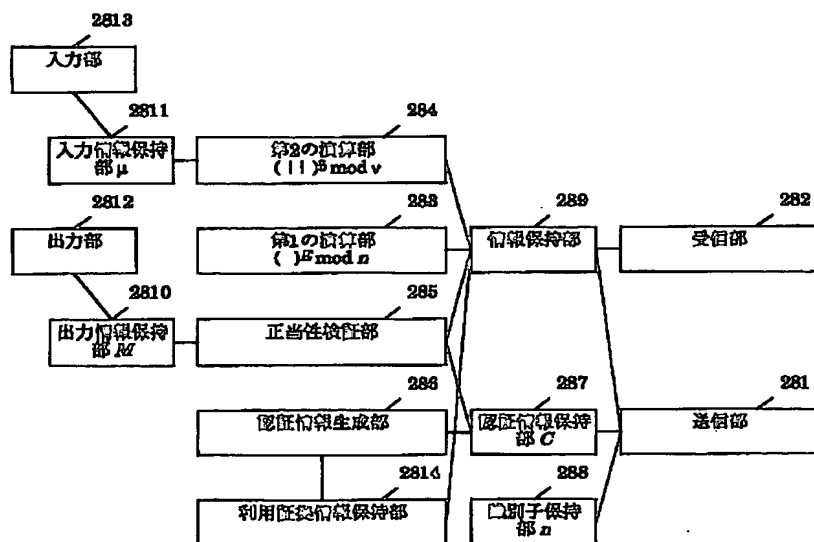 2813
入力部
2811
284
入力情報保持
部 μ
第2の演算部
( || )^β mod ν
2812
283
289
282
出力部
第1の演算部
( )^E mod n
情報保持部
受信部
2810
285
出力情報保持
部 M
正当性検証部
286
287
281
認証情報生成部
認証情報保持
部 C
送信部
2814
288
利用証拠情報保持部
識別子保持
部 n